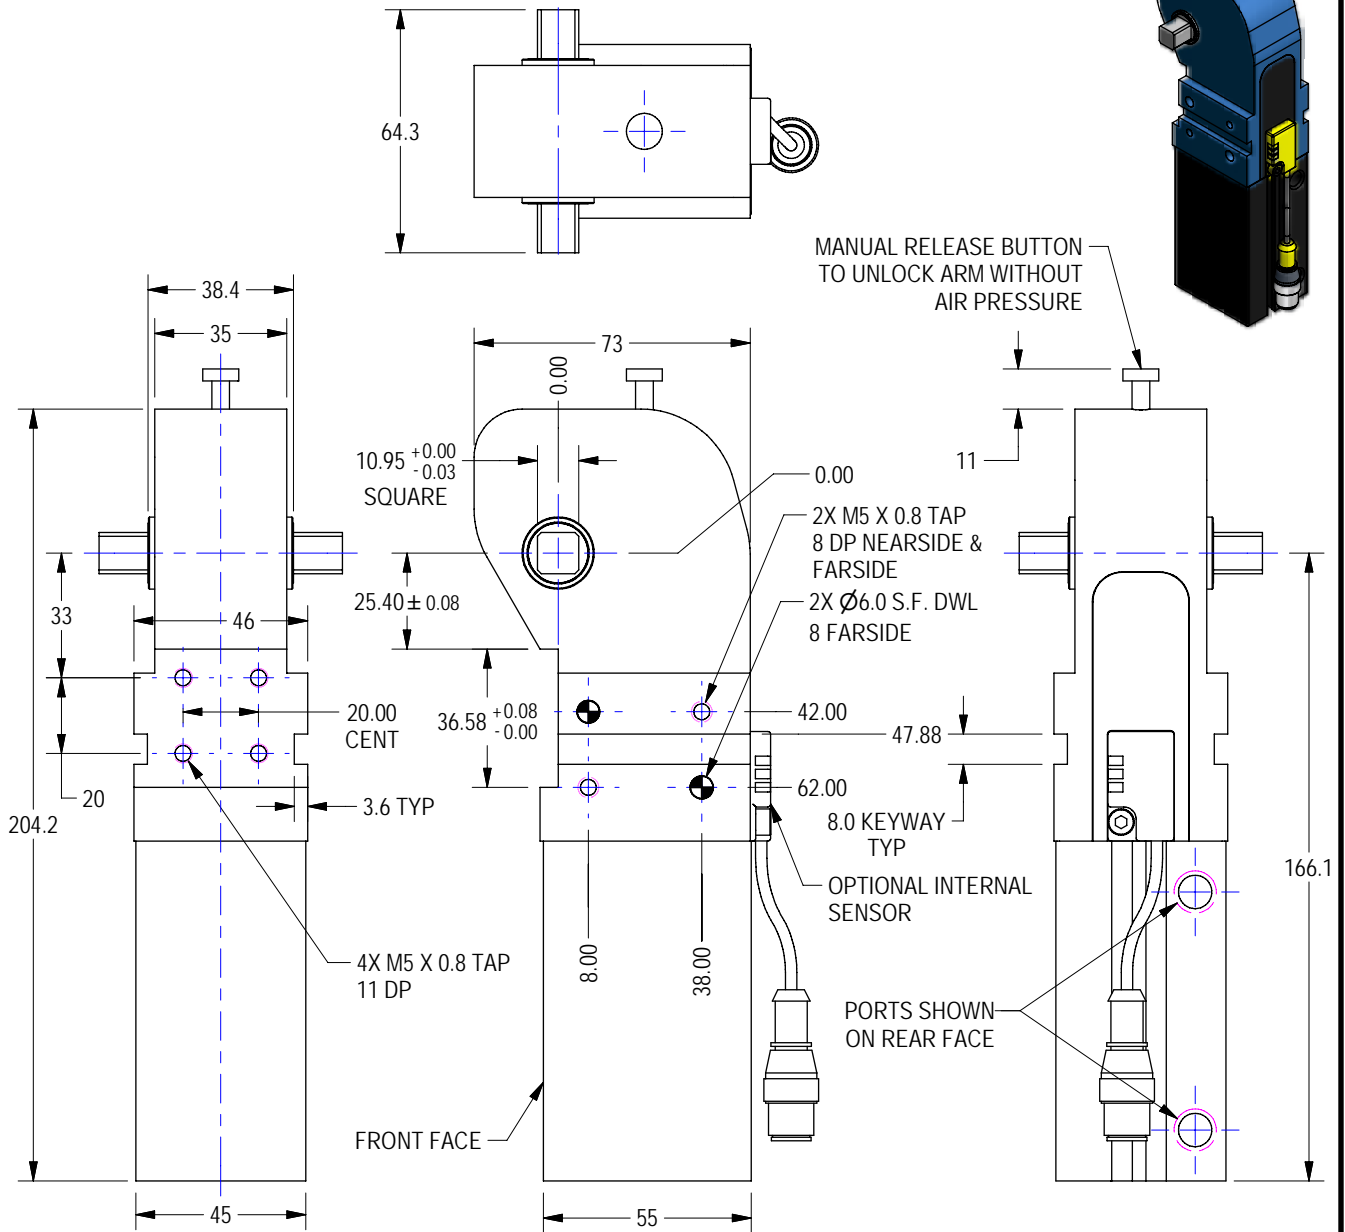 64.3
MANUAL RELEASE BUTTON
TO UNLOCK ARM WITHOUT
AIR PRESSURE
38.4
35
73
0.00
11
10.95 +0.00
-0.03
SQUARE
0.00
2X M5 X 0.8 TAP
8 DP NEARSIDE &
FARSIDE
2X Ø6.0 S.F. DWL
8 FARSIDE
25.40 ± 0.08
33
46
20.00
CENT
36.58 +0.08
-0.00
42.00
47.88
62.00
20
3.6 TYP
204.2
8.0 KEYWAY
TYP
166.1
OPTIONAL INTERNAL
SENSOR
8.00
38.00
4X M5 X 0.8 TAP
11 DP
PORTS SHOWN
ON REAR FACE
FRONT FACE
45
55